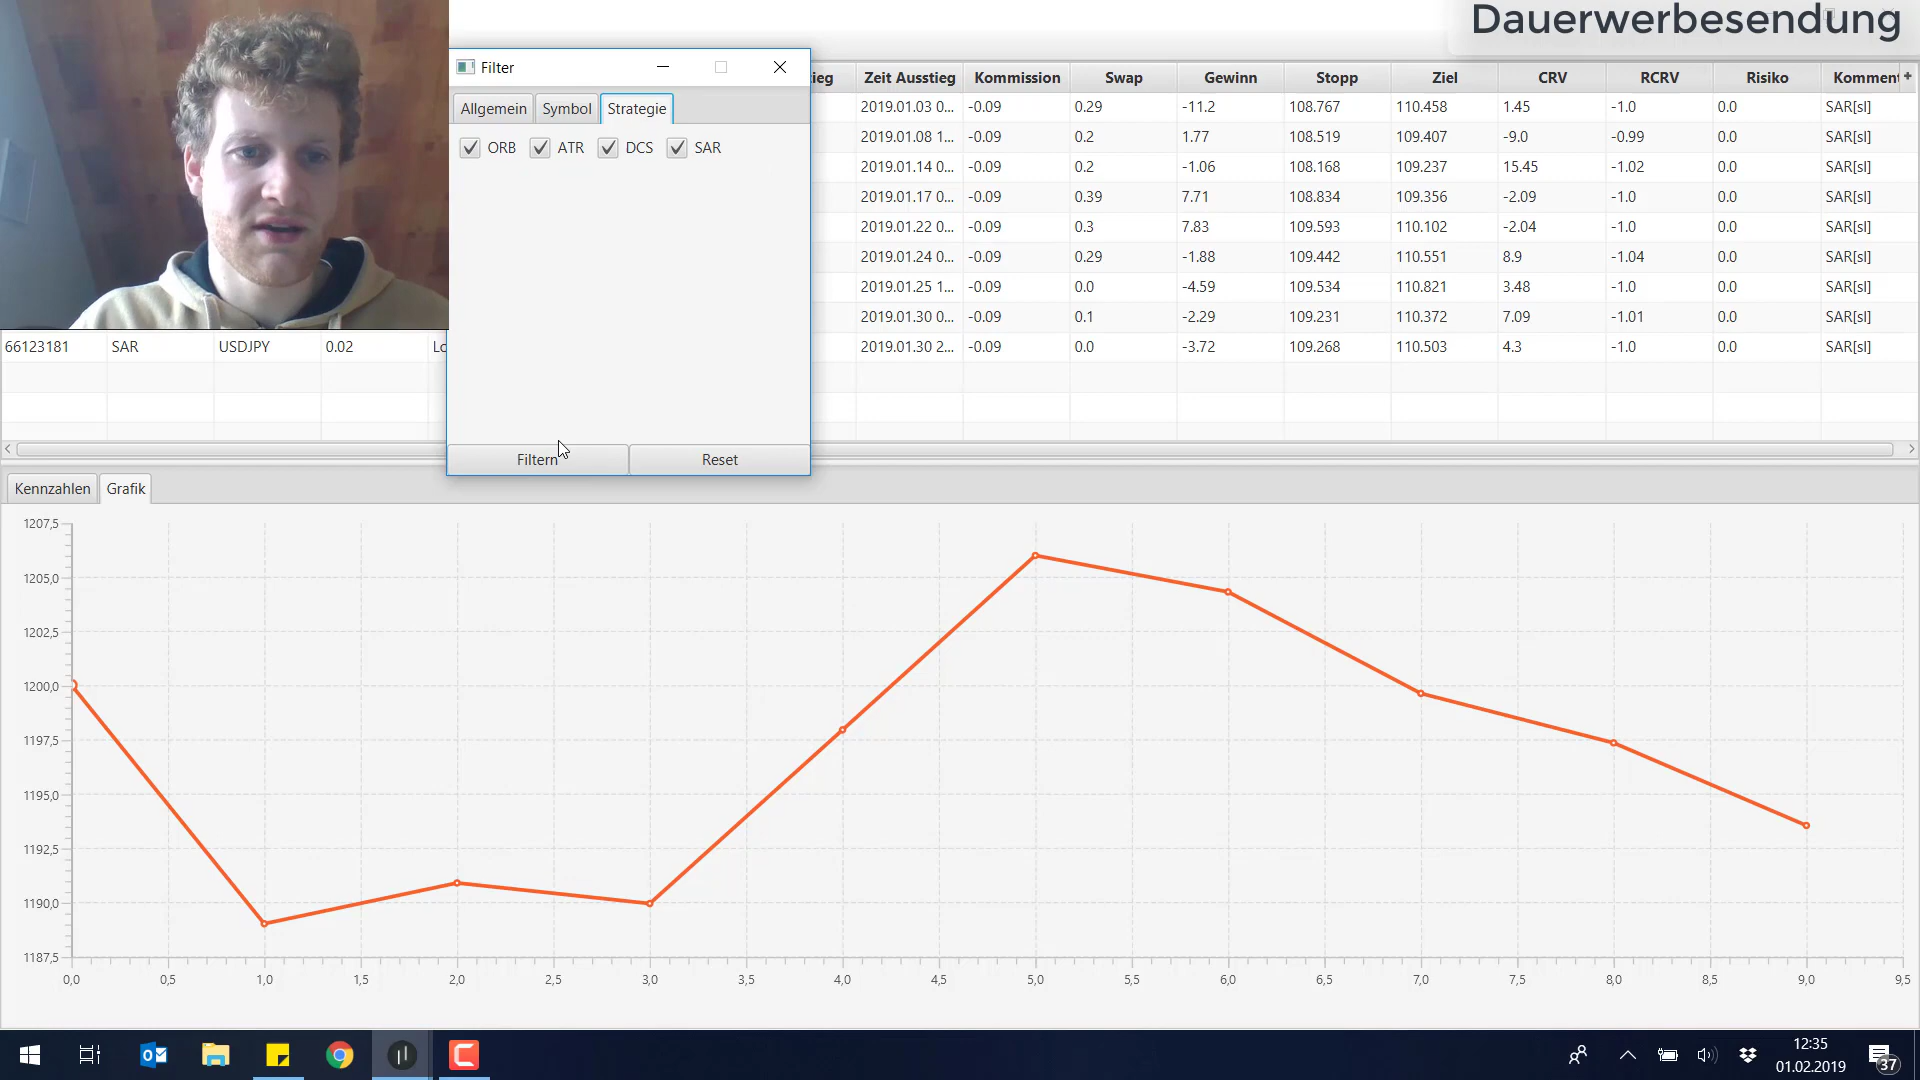 Dauerwerbesendung
Filter
Allgemein Symbol Strategie
ORB ATR DCS SAR
Filtern Reset
ieg Zeit Ausstieg Kommission Swap Gewinn Stopp Ziel CRV RCRV Risiko Komment +
2019.01.03 0... -0.09 0.29 -11.2 108.767 110.458 1.45 -1.0 0.0 SAR[sl]
2019.01.08 1... -0.09 0.2 1.77 108.519 109.407 -9.0 -0.99 0.0 SAR[sl]
2019.01.14 0... -0.09 0.2 -1.06 108.168 109.237 15.45 -1.02 0.0 SAR[sl]
2019.01.17 0... -0.09 0.39 7.71 108.834 109.356 -2.09 -1.0 0.0 SAR[sl]
2019.01.22 0... -0.09 0.3 7.83 109.593 110.102 -2.04 -1.0 0.0 SAR[sl]
2019.01.24 0... -0.09 0.29 -1.88 109.442 110.551 8.9 -1.04 0.0 SAR[sl]
2019.01.25 1... -0.09 0.0 -4.59 109.534 110.821 3.48 -1.0 0.0 SAR[sl]
2019.01.30 0... -0.09 0.1 -2.29 109.231 110.372 7.09 -1.01 0.0 SAR[sl]
66123181 SAR USDJPY 0.02 Lo 2019.01.30 2... -0.09 0.0 -3.72 109.268 110.503 4.3 -1.0 0.0 SAR[sl]
Kennzahlen Grafik
1207,5
1205,0
1202,5
1200,0
1197,5
1195,0
1192,5
1190,0
1187,5
0,0 0,5 1,0 1,5 2,0 2,5 3,0 3,5 4,0 4,5 5,0 5,5 6,0 6,5 7,0 7,5 8,0 8,5 9,0 9,5
12:35
01.02.2019
37